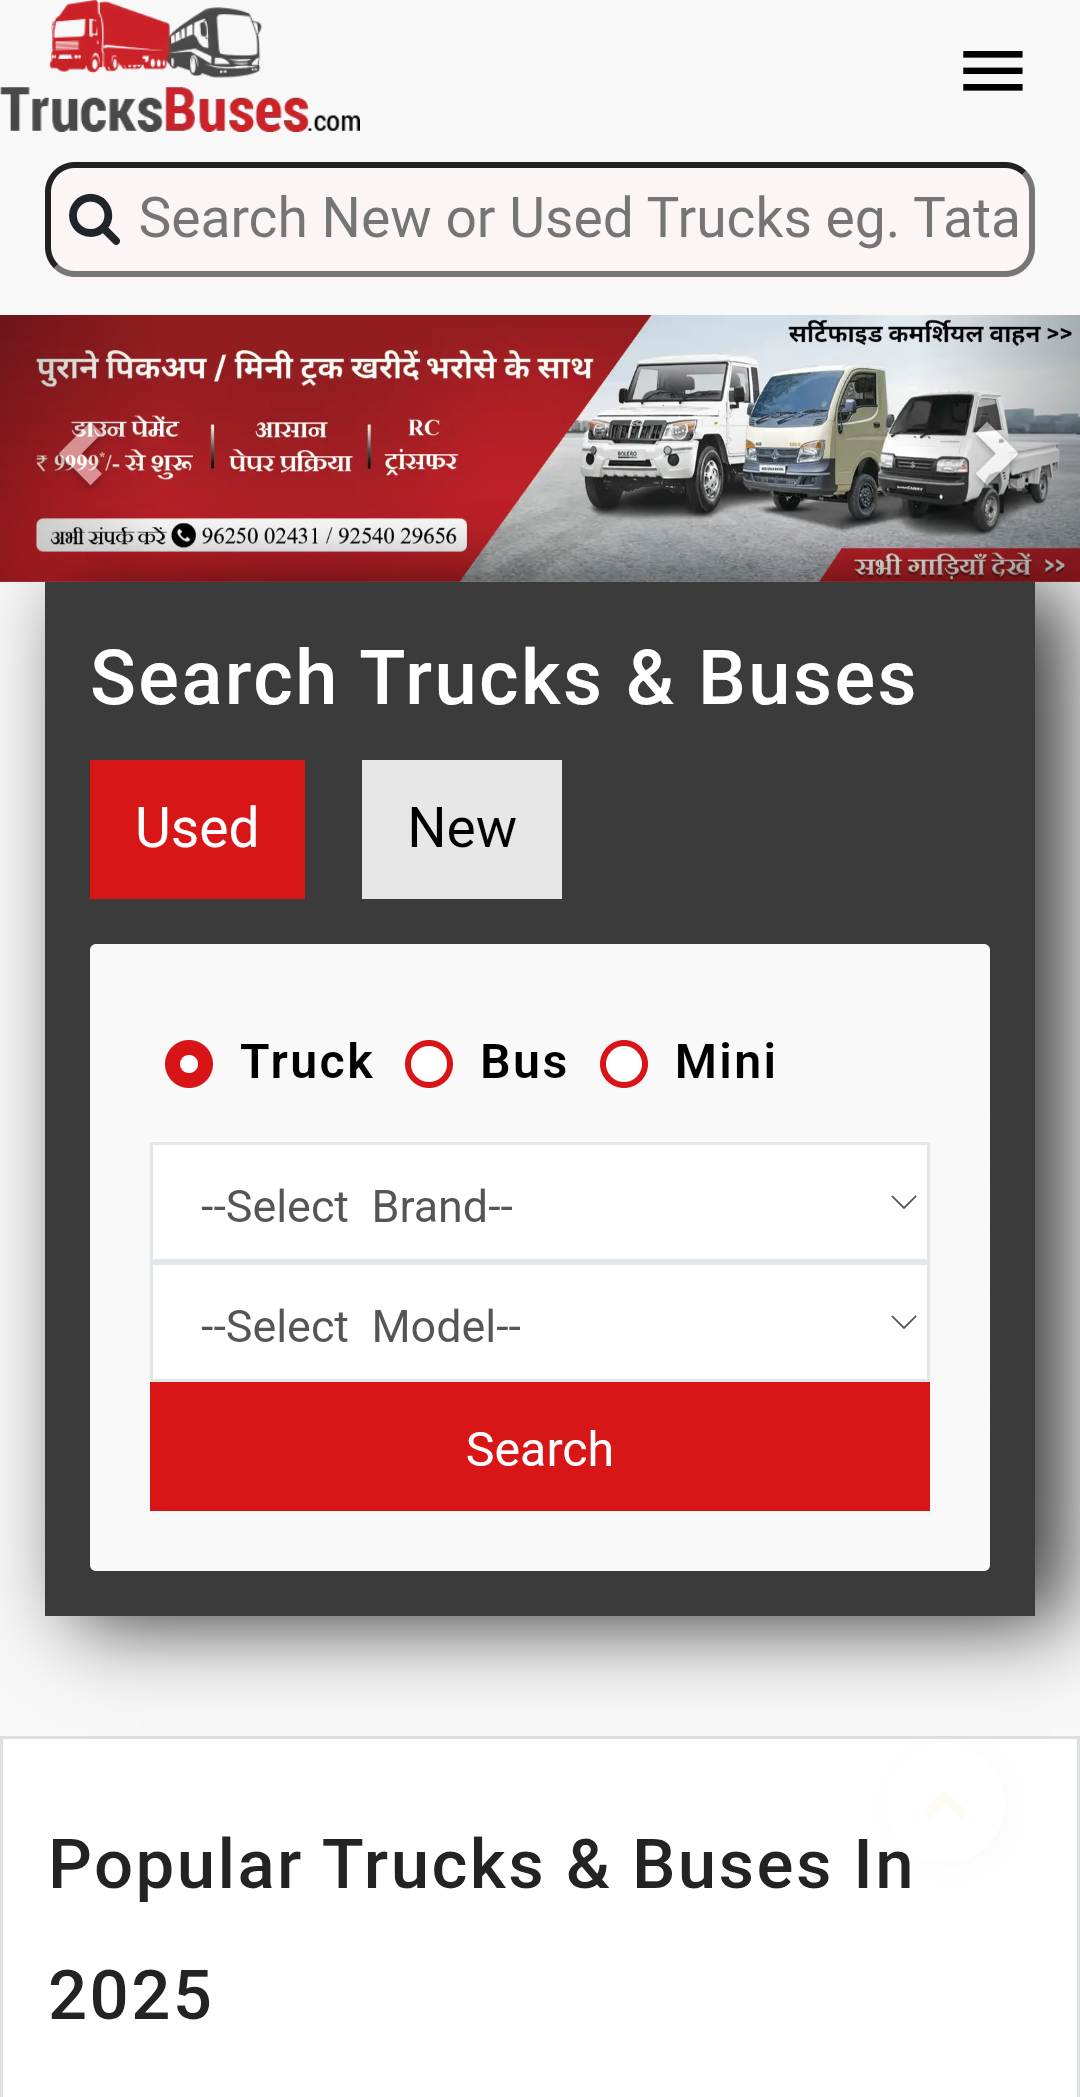 TrucksBuses.com
Search New or Used Trucks eg. Tata
सर्टिफाइड कमर्शियल वाहन >>
पुराने पिकअप / मिनी ट्रक खरीदें भरोसे के साथ
डाउन पेमेंट
₹ 9999*/- से शुरू
आसान
पेपर प्रक्रिया
RC
ट्रांसफर
अभी संपर्क करें 96250 02431 / 92540 29656
सभी गाड़ियाँ देखें >>
Search Trucks & Buses
Used
New
Truck
Bus
Mini
--Select Brand--
--Select Model--
Search
Popular Trucks & Buses In
2025